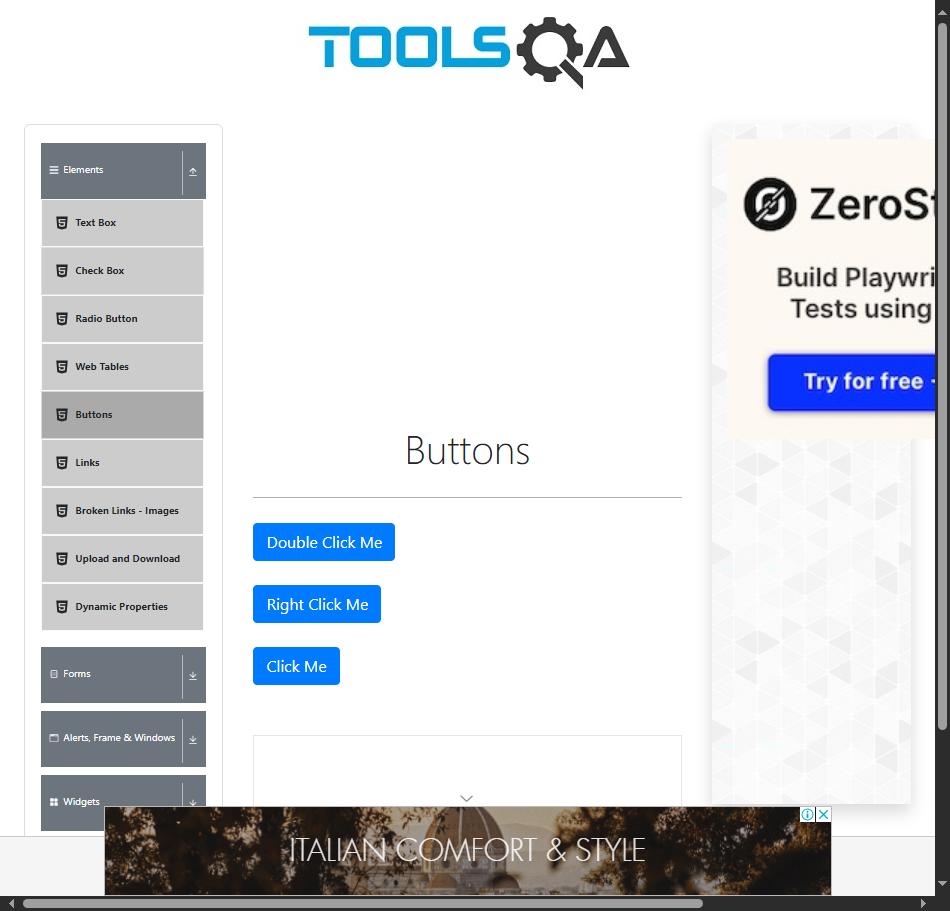 TOOLSQA
Elements
Text Box
Check Box
Radio Button
Web Tables
Buttons
Links
Broken Links - Images
Upload and Download
Dynamic Properties
Forms
Alerts, Frame & Windows
Widgets
Buttons
Double Click Me
Right Click Me
Click Me
Build Playwri
Tests using
Try for free
ITALIAN COMFORT & STYLE